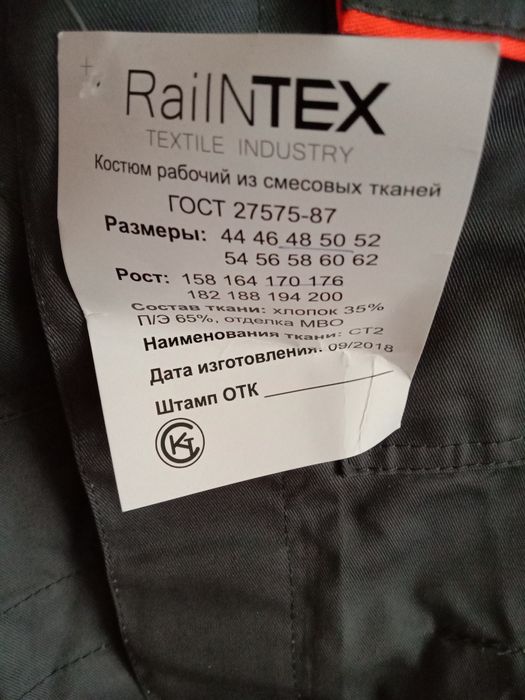 RailNTEX
TEXTILE INDUSTRY
Костюм рабочий из смесовых тканей
ГОСТ 27575-87
Размеры: 44 46 48 50 52
54 56 58 60 62
Рост: 158 164 170 176
182 188 194 200
Состав ткани: хлопок 35%
П/Э 65%, отделка МВО
Наименования ткани: СТ2
Дата изготовления: 09/2018
Штамп ОТК